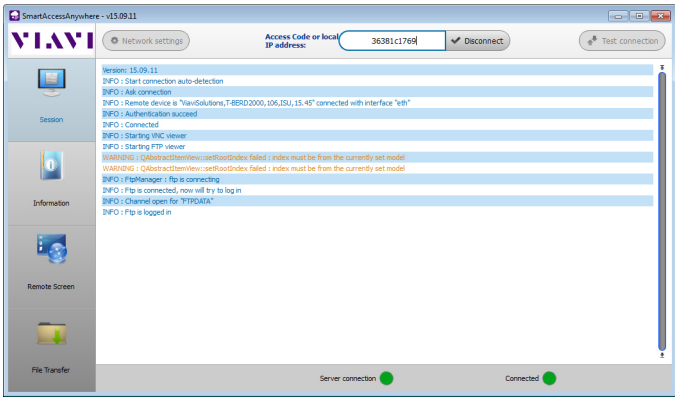 SmartAccessAnywhere - v15.09.11
VIAVI
Network settings
Access Code or local
IP address:
36381c1769
Disconnect
Test connection
Session
Information
Remote Screen
File Transfer
Version: 15.09.11
INFO : Start connection auto-detection
INFO : Ask connection
INFO : Remote device is "ViaviSolutions,T-BERD2000,106,ISU,15.45" connected with interface "eth"
INFO : Authentication succeed
INFO : Connected
INFO : Starting VNC viewer
INFO : Starting FTP viewer
WARNING : QAbstractItemView::setRootIndex failed : index must be from the currently set model
WARNING : QAbstractItemView::setRootIndex failed : index must be from the currently set model
INFO : FtpManager : ftp is connecting
INFO : Ftp is connected, now will try to log in
INFO : Channel open for "FTPDATA"
INFO : Ftp is logged in
Server connection
Connected